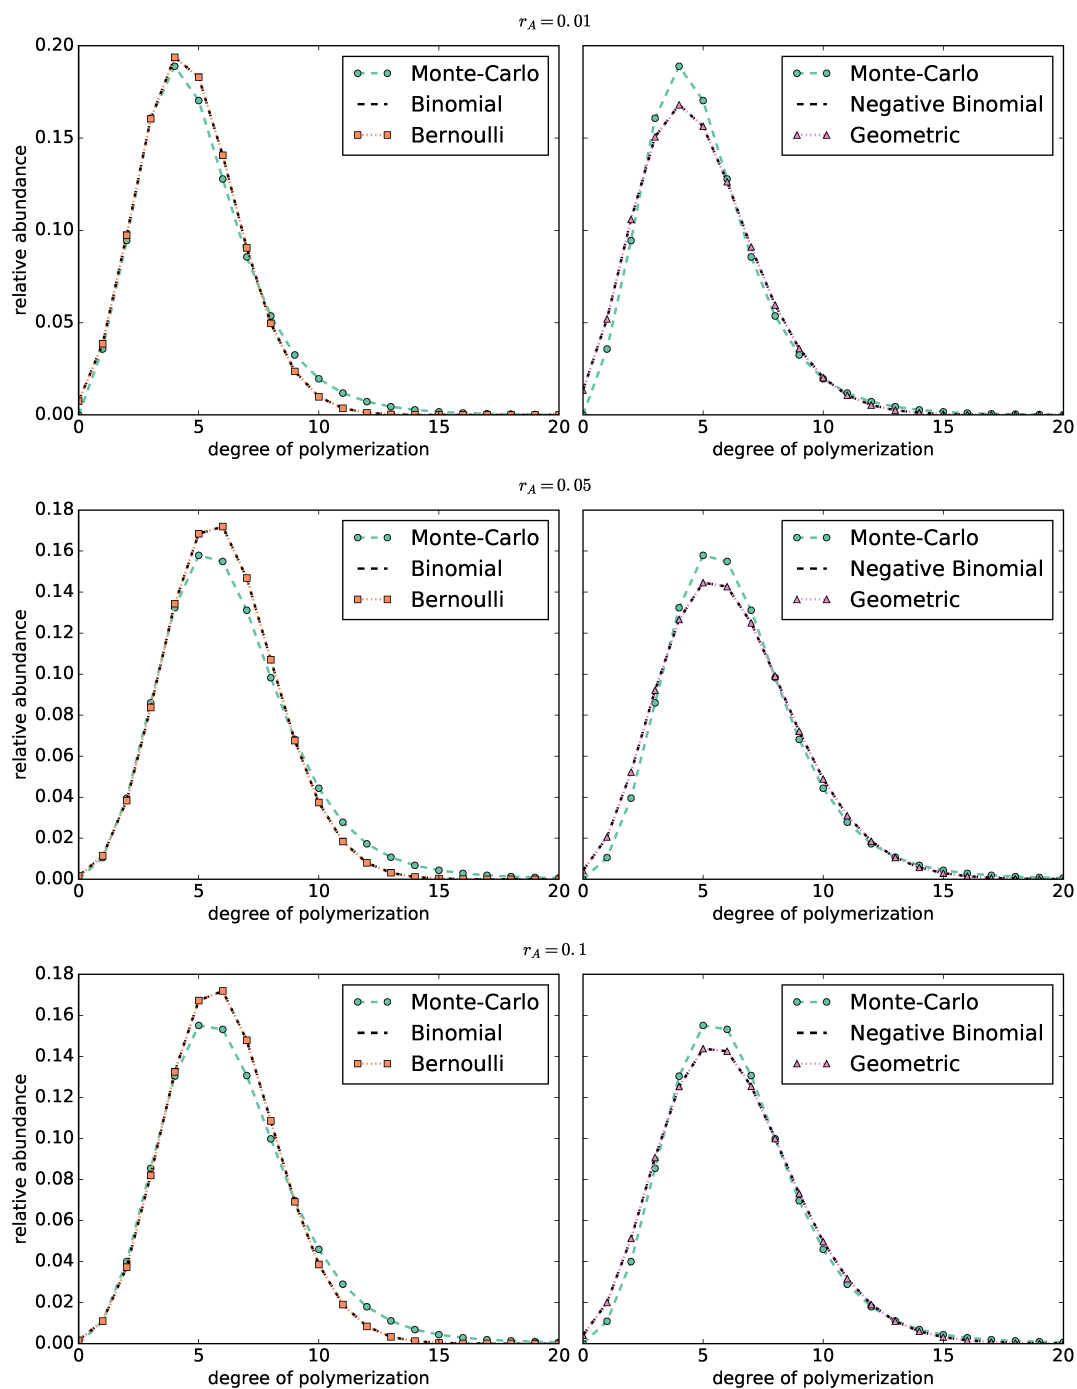 r_A = 0.01
0.20
0.15
0.10
0.05
0.00
relative abundance
0 5 10 15 20
degree of polymerization
Monte-Carlo
Binomial
Bernoulli
0 5 10 15 20
degree of polymerization
Monte-Carlo
Negative Binomial
Geometric
r_A = 0.05
0.18
0.16
0.14
0.12
0.10
0.08
0.06
0.04
0.02
0.00
relative abundance
0 5 10 15 20
degree of polymerization
Monte-Carlo
Binomial
Bernoulli
0 5 10 15 20
degree of polymerization
Monte-Carlo
Negative Binomial
Geometric
r_A = 0.1
0.18
0.16
0.14
0.12
0.10
0.08
0.06
0.04
0.02
0.00
relative abundance
0 5 10 15 20
degree of polymerization
Monte-Carlo
Binomial
Bernoulli
0 5 10 15 20
degree of polymerization
Monte-Carlo
Negative Binomial
Geometric